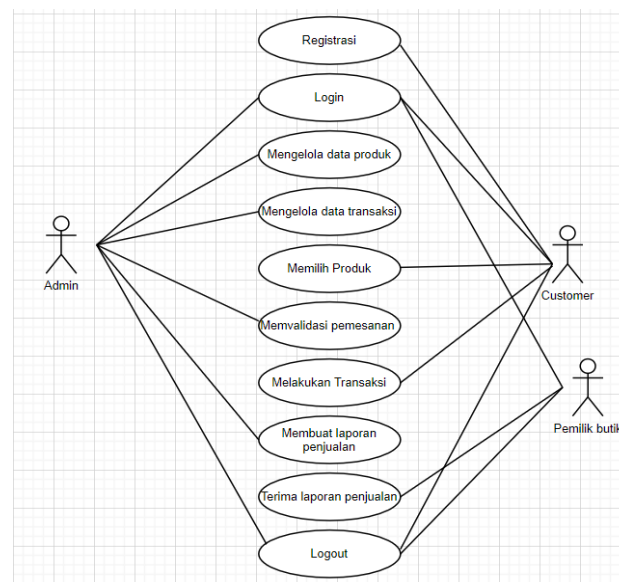 Registrasi
Login
Mengelola data produk
Mengelola data transaksi
Memilih Produk
Admin
Customer
Memvalidasi pemesanan
Melakukan Transaksi
Pemilik butik
Membuat laporan
penjualan
Terima laporan penjualan
Logout